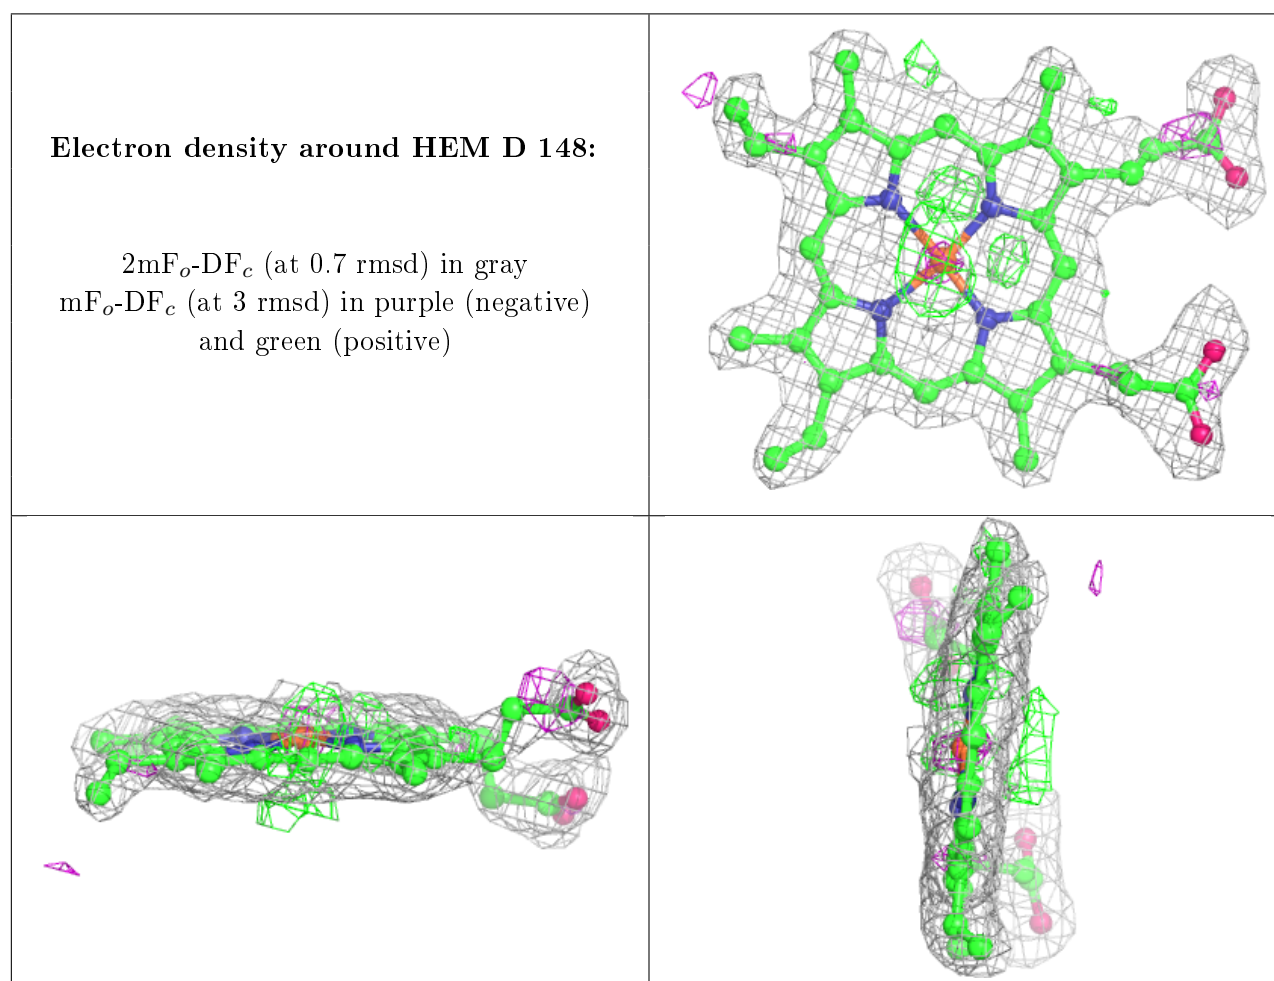 Electron density around HEM D 148:
2mFo-DFc (at 0.7 rmsd) in gray
mFo-DFc (at 3 rmsd) in purple (negative)
and green (positive)